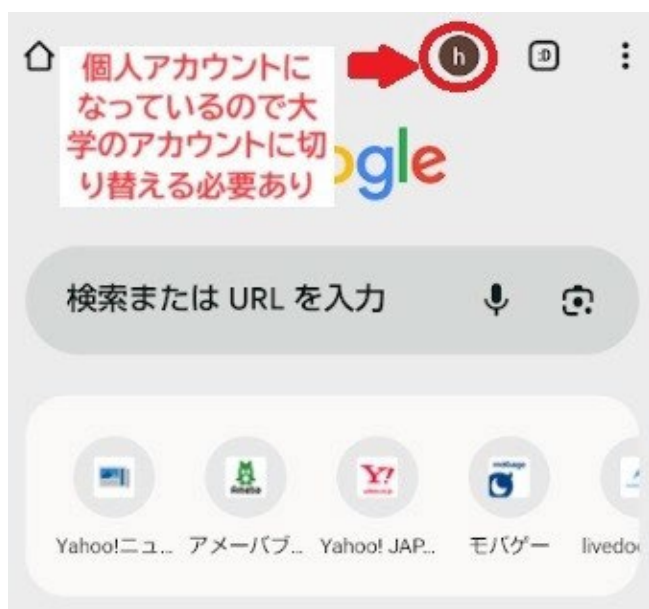 個人アカウントに
なっているので大
学のアカウントに切
り替える必要あり
h
:D
ogle
検索または URL を入力
Ameba
Y!
mobage
Yahoo!ニュ...
アメーバブ...
Yahoo! JAP...
モバゲー
livedoo